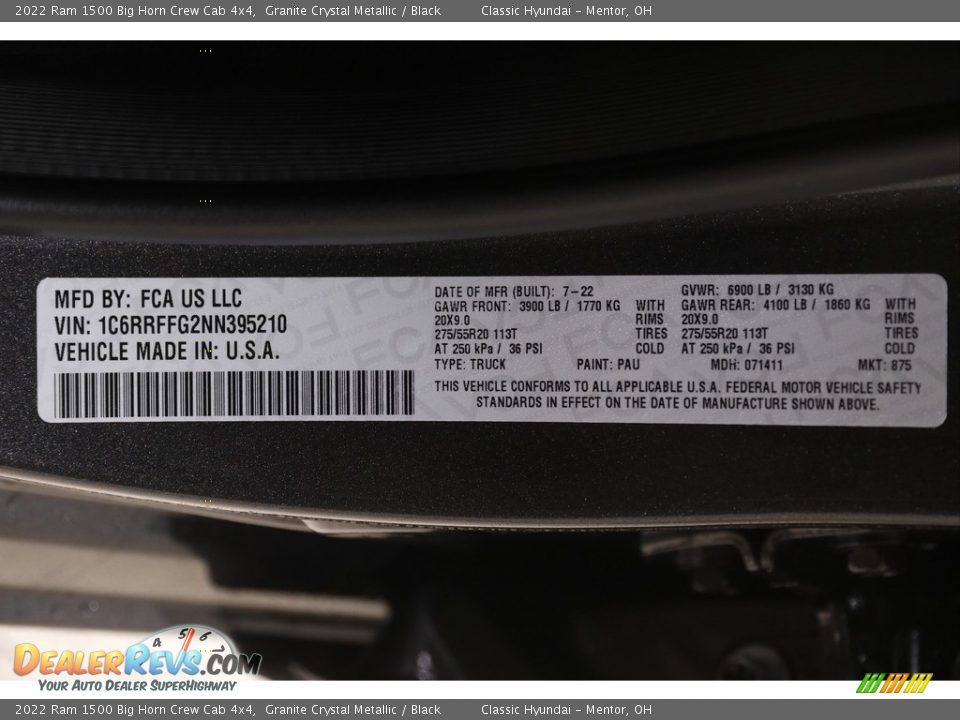 2022 Ram 1500 Big Horn Crew Cab 4x4, Granite Crystal Metallic / Black Classic Hyundai – Mentor, OH
MFD BY: FCA US LLC
VIN: 1C6RRFFG2NN395210
VEHICLE MADE IN: U.S.A.
DATE OF MFR (BUILT): 7-22
GAWR FRONT: 3900 LB / 1770 KG WITH
20X9.0 RIMS
275/55R20 113T TIRES
AT 250 kPa / 36 PSI COLD
GVWR: 6900 LB / 3130 KG
GAWR REAR: 4100 LB / 1860 KG WITH
20X9.0 RIMS
275/55R20 113T TIRES
AT 250 kPa / 36 PSI COLD
TYPE: TRUCK PAINT: PAU MDH: 071411 MKT: 875
THIS VEHICLE CONFORMS TO ALL APPLICABLE U.S.A. FEDERAL MOTOR VEHICLE SAFETY
STANDARDS IN EFFECT ON THE DATE OF MANUFACTURE SHOWN ABOVE.
4 5 6
DEALERREVS.COM
YOUR AUTO DEALER SUPERHIGHWAY
2022 Ram 1500 Big Horn Crew Cab 4x4, Granite Crystal Metallic / Black Classic Hyundai – Mentor, OH